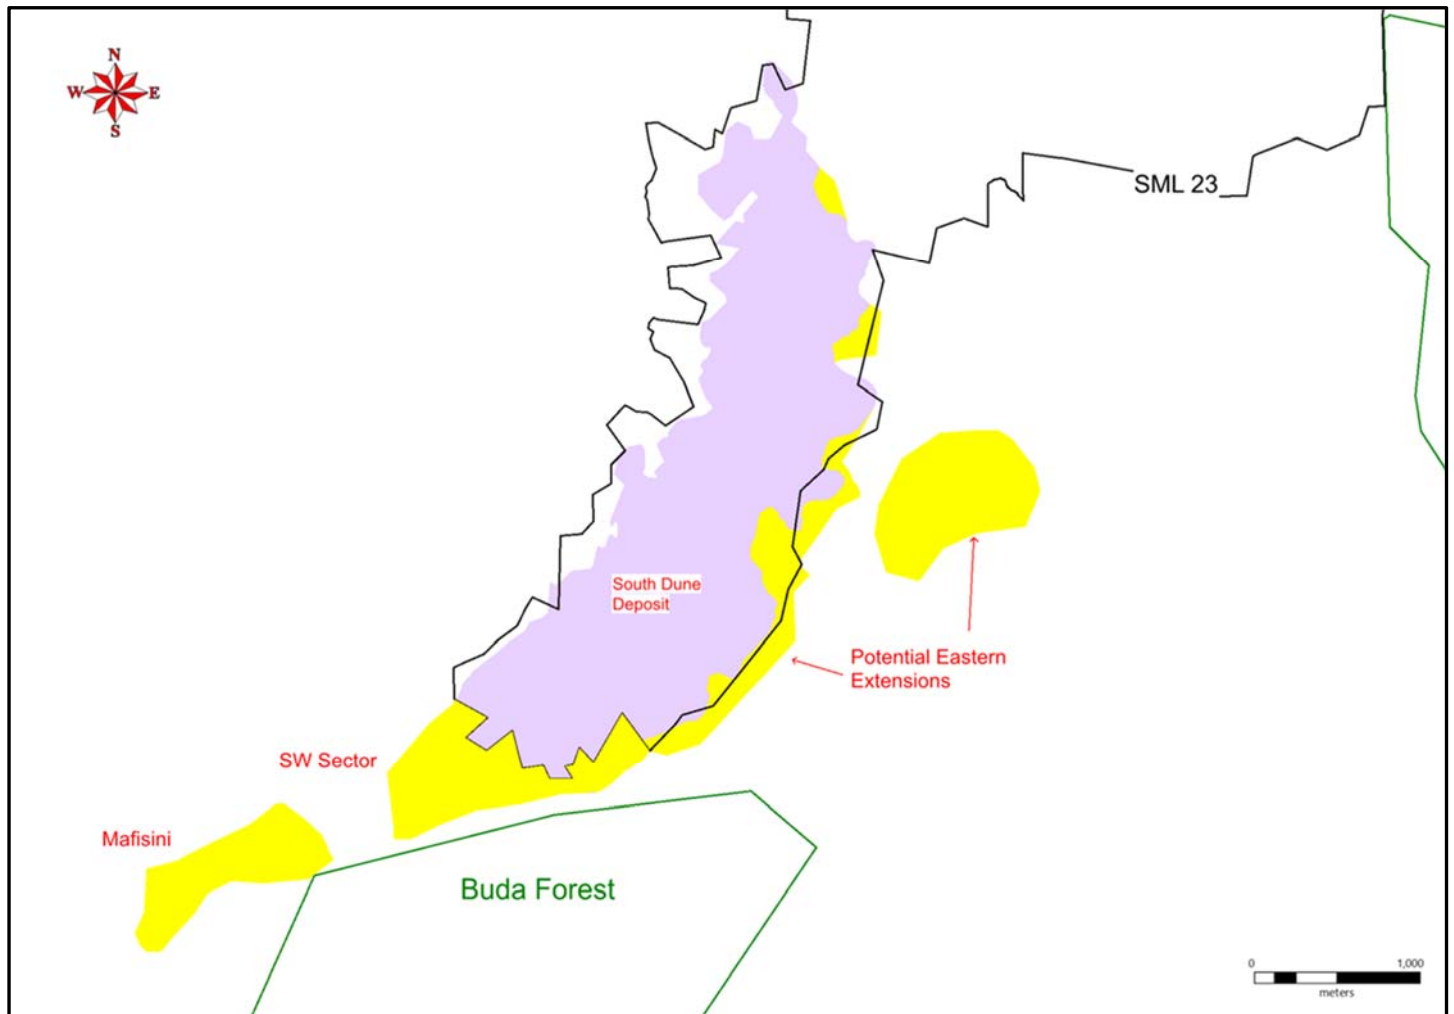 N
W E
S
SML 23
South Dune
Deposit
Potential Eastern
Extensions
SW Sector
Mafisini
Buda Forest
0 1,000
meters